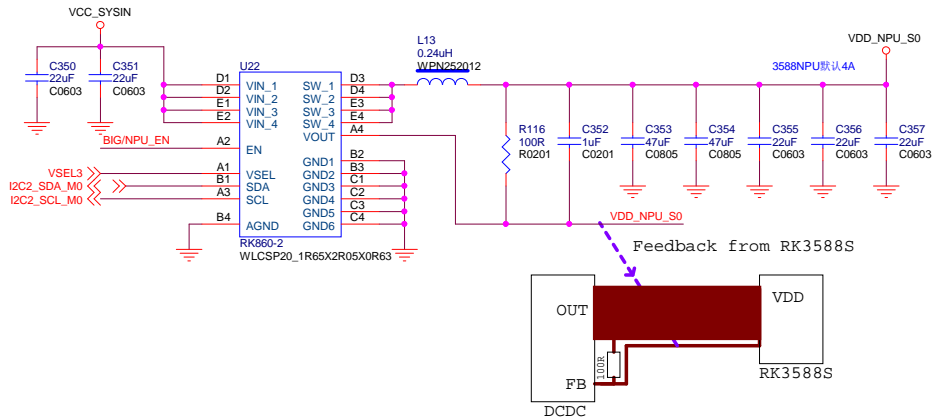 VCC_SYSIN
C350
22uF
C0603
C351
22uF
C0603
U22
D1 VIN_1 SW_1 D3
D2 VIN_2 SW_2 D4
E1 VIN_3 SW_3 E3
E2 VIN_4 SW_4 E4
VOUT A4
BIG/NPU_EN A2 EN
GND1 B2
VSEL3 A1 VSEL GND2 B3
I2C2_SDA_M0 B1 SDA GND3 C1
I2C2_SCL_M0 A3 SCL GND4 C2
GND5 C3
B4 AGND GND6 C4
RK860-2
WLCSP20_1R65X2R05X0R63
L13
0.24uH
WPN252012
VDD_NPU_S0
3588NPU默认4A
R116
100R
R0201
C352
1uF
C0201
C353
47uF
C0805
C354
47uF
C0805
C355
22uF
C0603
C356
22uF
C0603
C357
22uF
C0603
VDD_NPU_S0
Feedback from RK3588S
OUT
VDD
100R
FB
RK3588S
DCDC